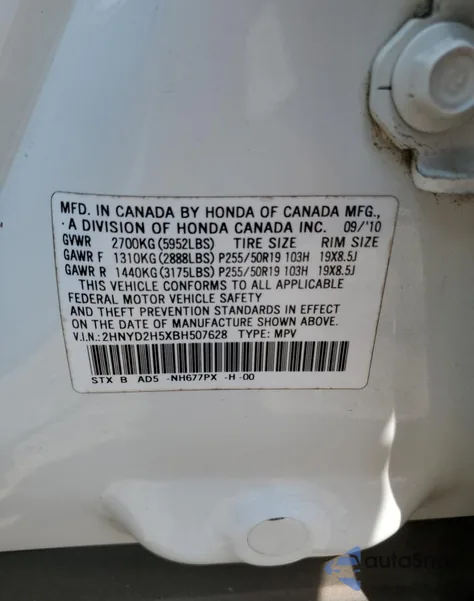 MFD. IN CANADA BY HONDA OF CANADA MFG.,
A DIVISION OF HONDA CANADA INC. 09/'10
GVWR 2700KG (5952LBS) TIRE SIZE RIM SIZE
GAWR F 1310KG (2888LBS) P255/50R19 103H 19X8.5J
GAWR R 1440KG (3175LBS) P255/50R19 103H 19X8.5J
THIS VEHICLE CONFORMS TO ALL APPLICABLE
FEDERAL MOTOR VEHICLE SAFETY
AND THEFT PREVENTION STANDARDS IN EFFECT
ON THE DATE OF MANUFACTURE SHOWN ABOVE.
V.I.N.: 2HNYD2H5XBH507628 TYPE: MPV
STX B AD5 -NH677PX -H -00